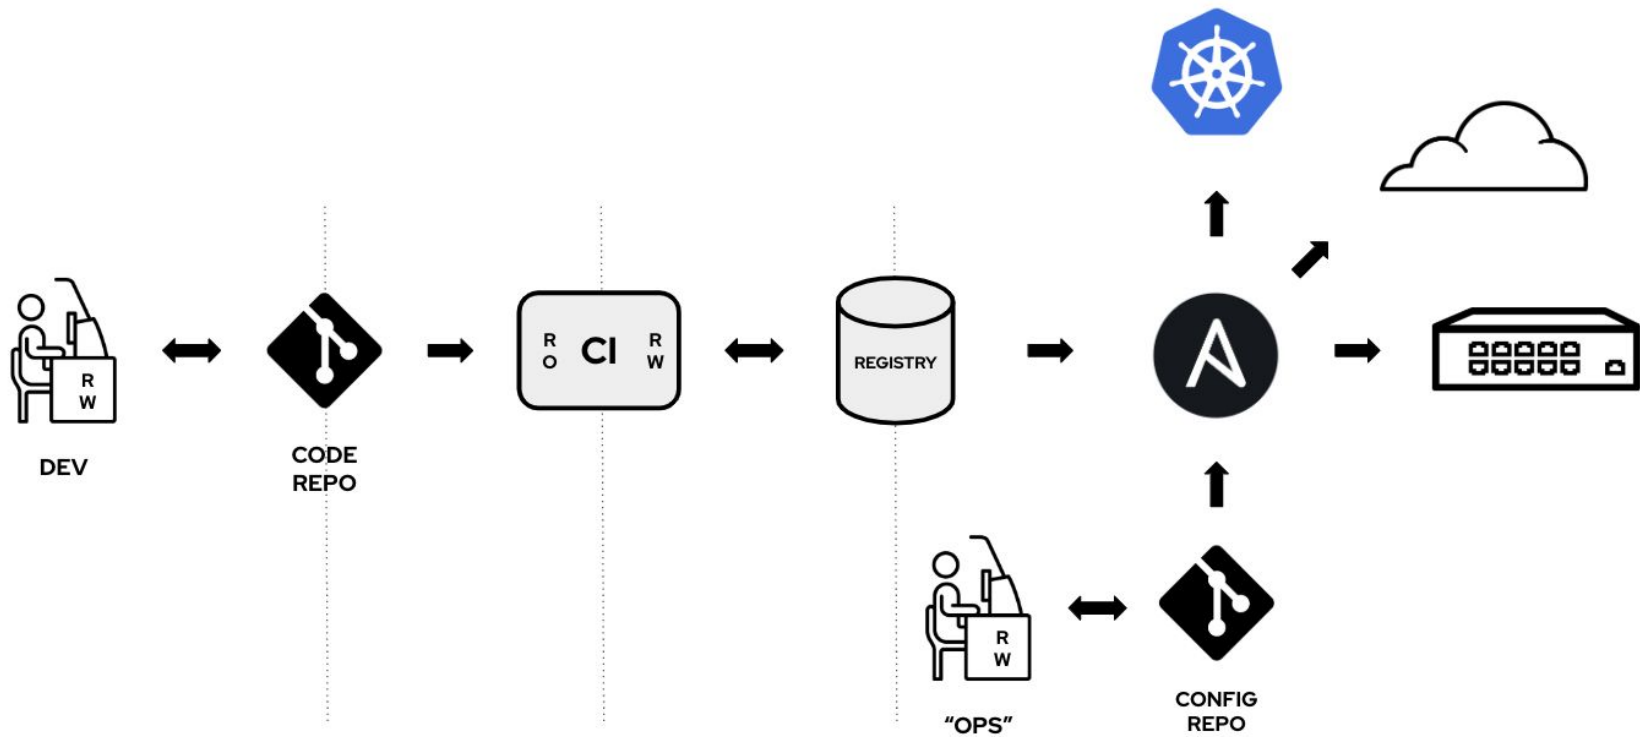 R
W
DEV
CODE
REPO
R
O
CI
R
W
REGISTRY
R
W
“OPS”
CONFIG
REPO